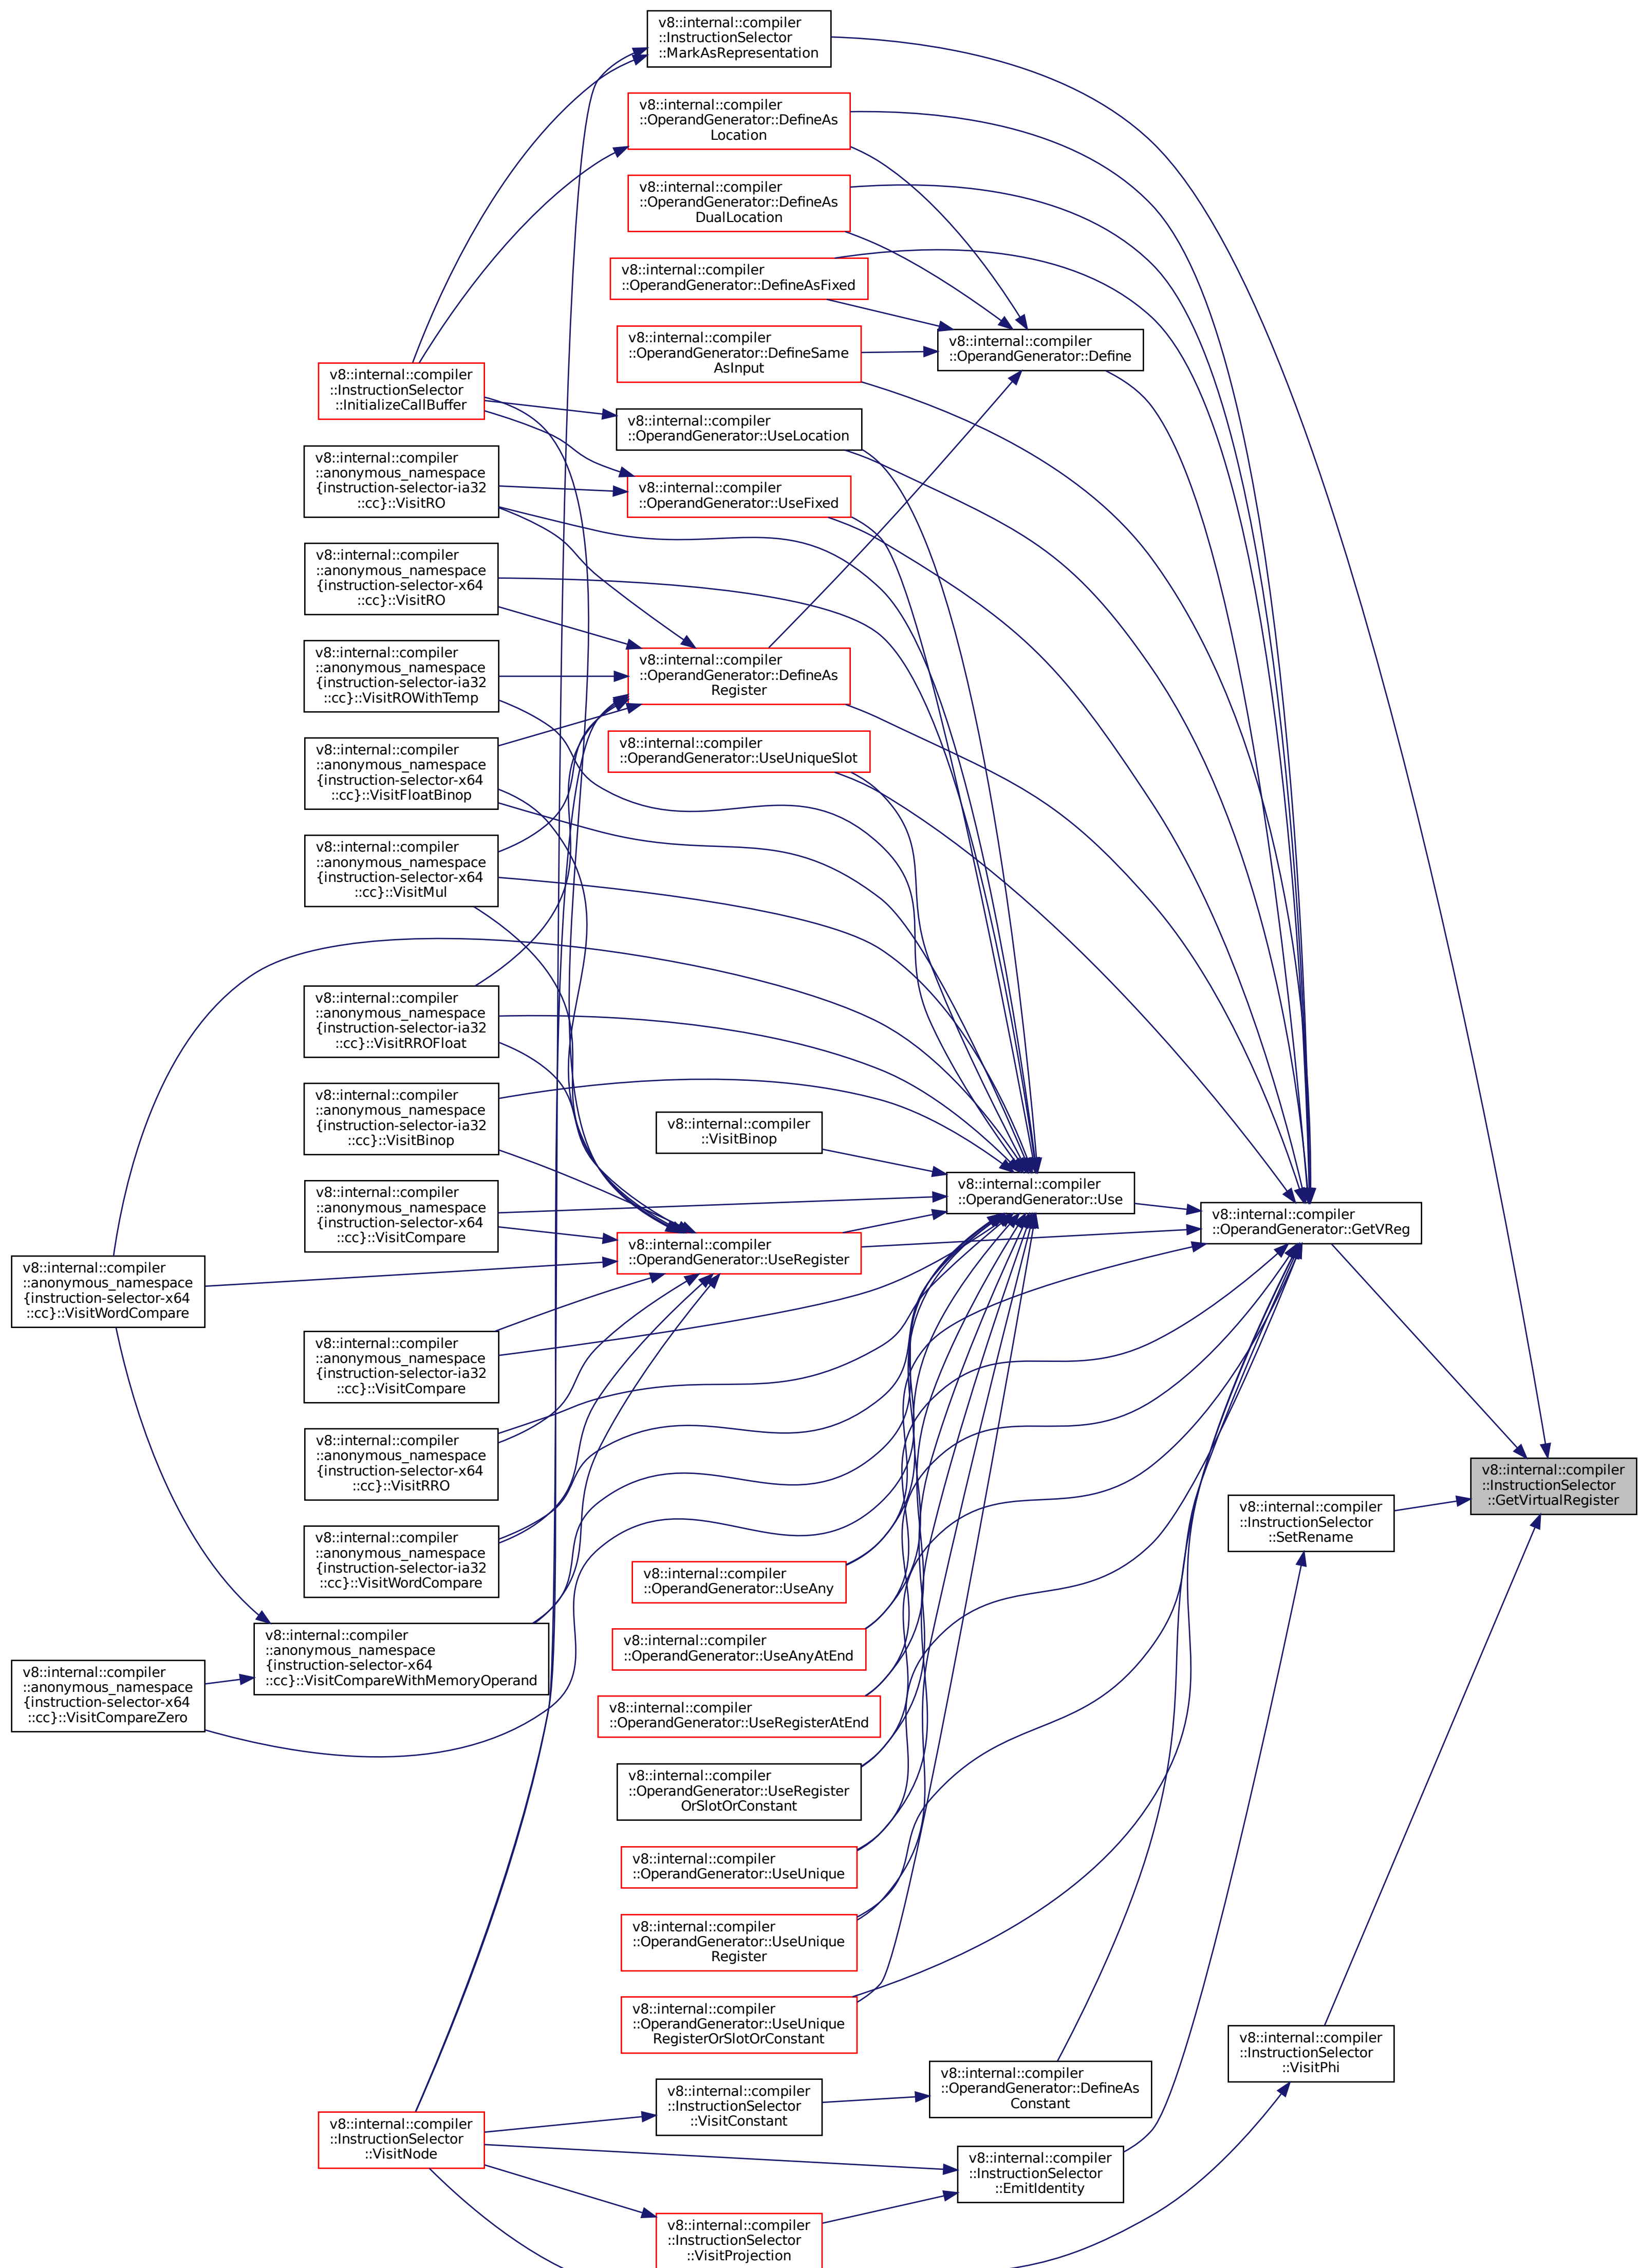 v8::internal::compiler
::InstructionSelector
::MarkAsRepresentation
v8::internal::compiler
::OperandGenerator::DefineAs
Location
v8::internal::compiler
::OperandGenerator::DefineAs
DualLocation
v8::internal::compiler
::OperandGenerator::DefineAsFixed
v8::internal::compiler
::OperandGenerator::DefineSame
AsInput
v8::internal::compiler
::OperandGenerator::Define
v8::internal::compiler
::InstructionSelector
::InitializeCallBuffer
v8::internal::compiler
::OperandGenerator::UseLocation
v8::internal::compiler
::anonymous_namespace
{instruction-selector-ia32
::cc}::VisitRO
v8::internal::compiler
::OperandGenerator::UseFixed
v8::internal::compiler
::anonymous_namespace
{instruction-selector-x64
::cc}::VisitRO
v8::internal::compiler
::anonymous_namespace
{instruction-selector-ia32
::cc}::VisitROWithTemp
v8::internal::compiler
::OperandGenerator::DefineAs
Register
v8::internal::compiler
::anonymous_namespace
{instruction-selector-x64
::cc}::VisitFloatBinop
v8::internal::compiler
::OperandGenerator::UseUniqueSlot
v8::internal::compiler
::anonymous_namespace
{instruction-selector-x64
::cc}::VisitMul
v8::internal::compiler
::anonymous_namespace
{instruction-selector-ia32
::cc}::VisitRROFloat
v8::internal::compiler
::anonymous_namespace
{instruction-selector-ia32
::cc}::VisitBinop
v8::internal::compiler
::VisitBinop
v8::internal::compiler
::OperandGenerator::Use
v8::internal::compiler
::anonymous_namespace
{instruction-selector-x64
::cc}::VisitCompare
v8::internal::compiler
::OperandGenerator::UseRegister
v8::internal::compiler
::OperandGenerator::GetVReg
v8::internal::compiler
::anonymous_namespace
{instruction-selector-x64
::cc}::VisitWordCompare
v8::internal::compiler
::anonymous_namespace
{instruction-selector-ia32
::cc}::VisitCompare
v8::internal::compiler
::anonymous_namespace
{instruction-selector-x64
::cc}::VisitRRO
v8::internal::compiler
::InstructionSelector
::GetVirtualRegister
v8::internal::compiler
::InstructionSelector
::SetRename
v8::internal::compiler
::anonymous_namespace
{instruction-selector-ia32
::cc}::VisitWordCompare
v8::internal::compiler
::OperandGenerator::UseAny
v8::internal::compiler
::anonymous_namespace
{instruction-selector-x64
::cc}::VisitCompareWithMemoryOperand
v8::internal::compiler
::OperandGenerator::UseAnyAtEnd
v8::internal::compiler
::anonymous_namespace
{instruction-selector-x64
::cc}::VisitCompareZero
v8::internal::compiler
::OperandGenerator::UseRegisterAtEnd
v8::internal::compiler
::OperandGenerator::UseRegister
OrSlotOrConstant
v8::internal::compiler
::OperandGenerator::UseUnique
v8::internal::compiler
::OperandGenerator::UseUnique
Register
v8::internal::compiler
::OperandGenerator::UseUnique
RegisterOrSlotOrConstant
v8::internal::compiler
::InstructionSelector
::VisitPhi
v8::internal::compiler
::OperandGenerator::DefineAs
Constant
v8::internal::compiler
::InstructionSelector
::VisitConstant
v8::internal::compiler
::InstructionSelector
::VisitNode
v8::internal::compiler
::InstructionSelector
::EmitIdentity
v8::internal::compiler
::InstructionSelector
::VisitProjection